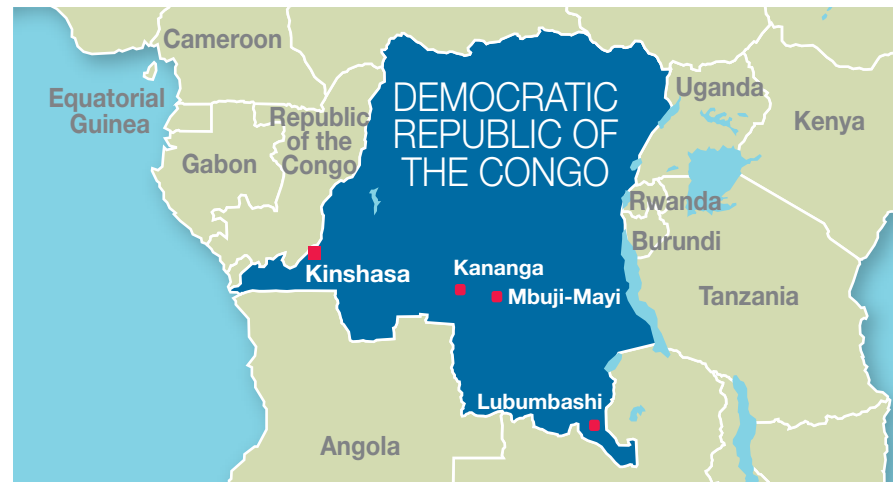 Cameroon
Equatorial
Guinea
Republic
of the
Congo
Gabon
DEMOCRATIC
REPUBLIC OF
THE CONGO
Uganda
Kenya
Rwanda
Burundi
Tanzania
Kinshasa
Kananga
Mbuji-Mayi
Lubumbashi
Angola